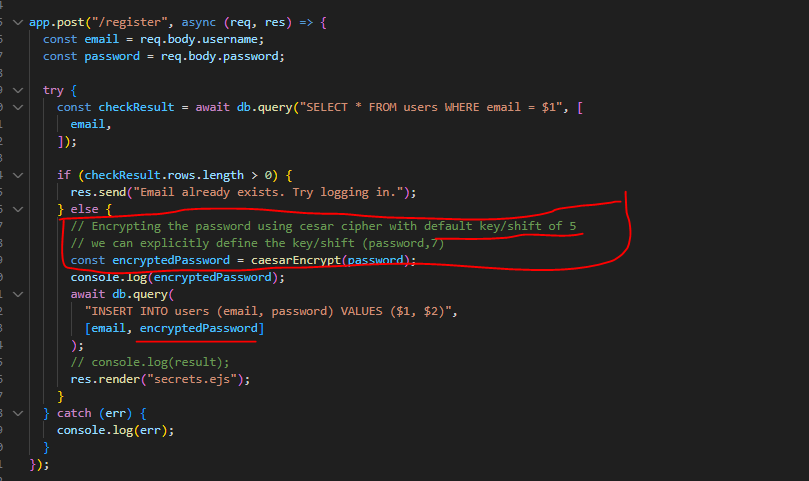 app.post("/register", async (req, res) => {
const email = req.body.username;
const password = req.body.password;
try {
const checkResult = await db.query("SELECT * FROM users WHERE email = $1", [
email,
]);
if (checkResult.rows.length > 0) {
res.send("Email already exists. Try logging in.");
} else {
// Encrypting the password using cesar cipher with default key/shift of 5
// we can explicitly define the key/shift (password,7)
const encryptedPassword = caesarEncrypt(password);
console.log(encryptedPassword);
await db.query(
"INSERT INTO users (email, password) VALUES ($1, $2)",
[email, encryptedPassword]
);
// console.log(result);
res.render("secrets.ejs");
}
} catch (err) {
console.log(err);
}
});